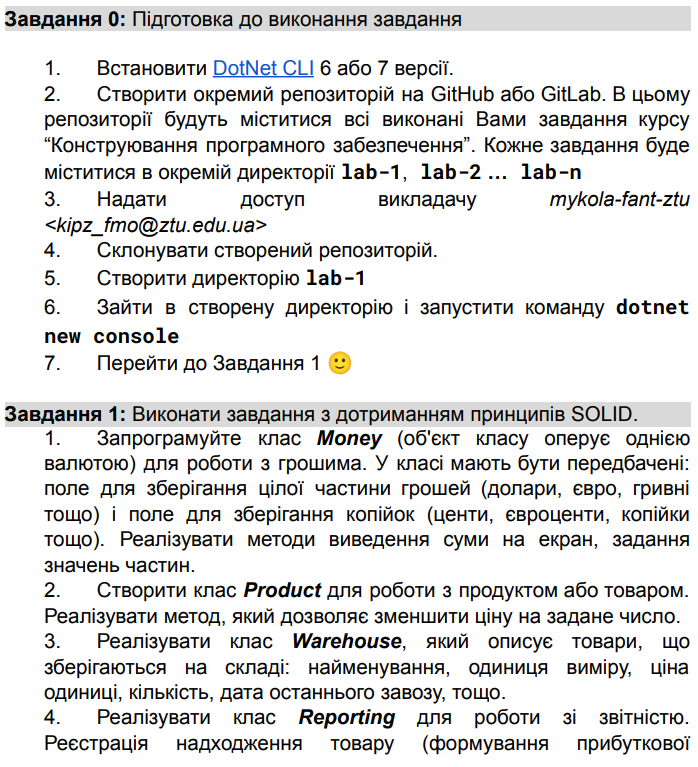 Завдання 0: Підготовка до виконання завдання
1. Встановити DotNet CLI 6 або 7 версії.
2. Створити окремий репозиторій на GitHub або GitLab. В цьому
репозиторії будуть міститися всі виконані Вами завдання курсу
“Конструювання програмного забезпечення”. Кожне завдання буде
міститися в окремій директорії lab-1, lab-2 … lab-n
3. Надати доступ викладачу mykola-fant-ztu
<kipz_fmo@ztu.edu.ua>
4. Склонувати створений репозиторій.
5. Створити директорію lab-1
6. Зайти в створену директорію і запустити команду dotnet
new console
7. Перейти до Завдання 1 🙂
Завдання 1: Виконати завдання з дотриманням принципів SOLID.
1. Запрограмуйте клас Money (об'єкт класу оперує однією
валютою) для роботи з грошима. У класі мають бути передбачені:
поле для зберігання цілої частини грошей (долари, євро, гривні
тощо) і поле для зберігання копійок (центи, євроценти, копійки
тощо). Реалізувати методи виведення суми на екран, задання
значень частин.
2. Створити клас Product для роботи з продуктом або товаром.
Реалізувати метод, який дозволяє зменшити ціну на задане число.
3. Реалізувати клас Warehouse, який описує товари, що
зберігаються на складі: найменування, одиниця виміру, ціна
одиниці, кількість, дата останнього завозу, тощо.
4. Реалізувати клас Reporting для роботи зі звітністю.
Реєстрація надходження товару (формування прибуткової